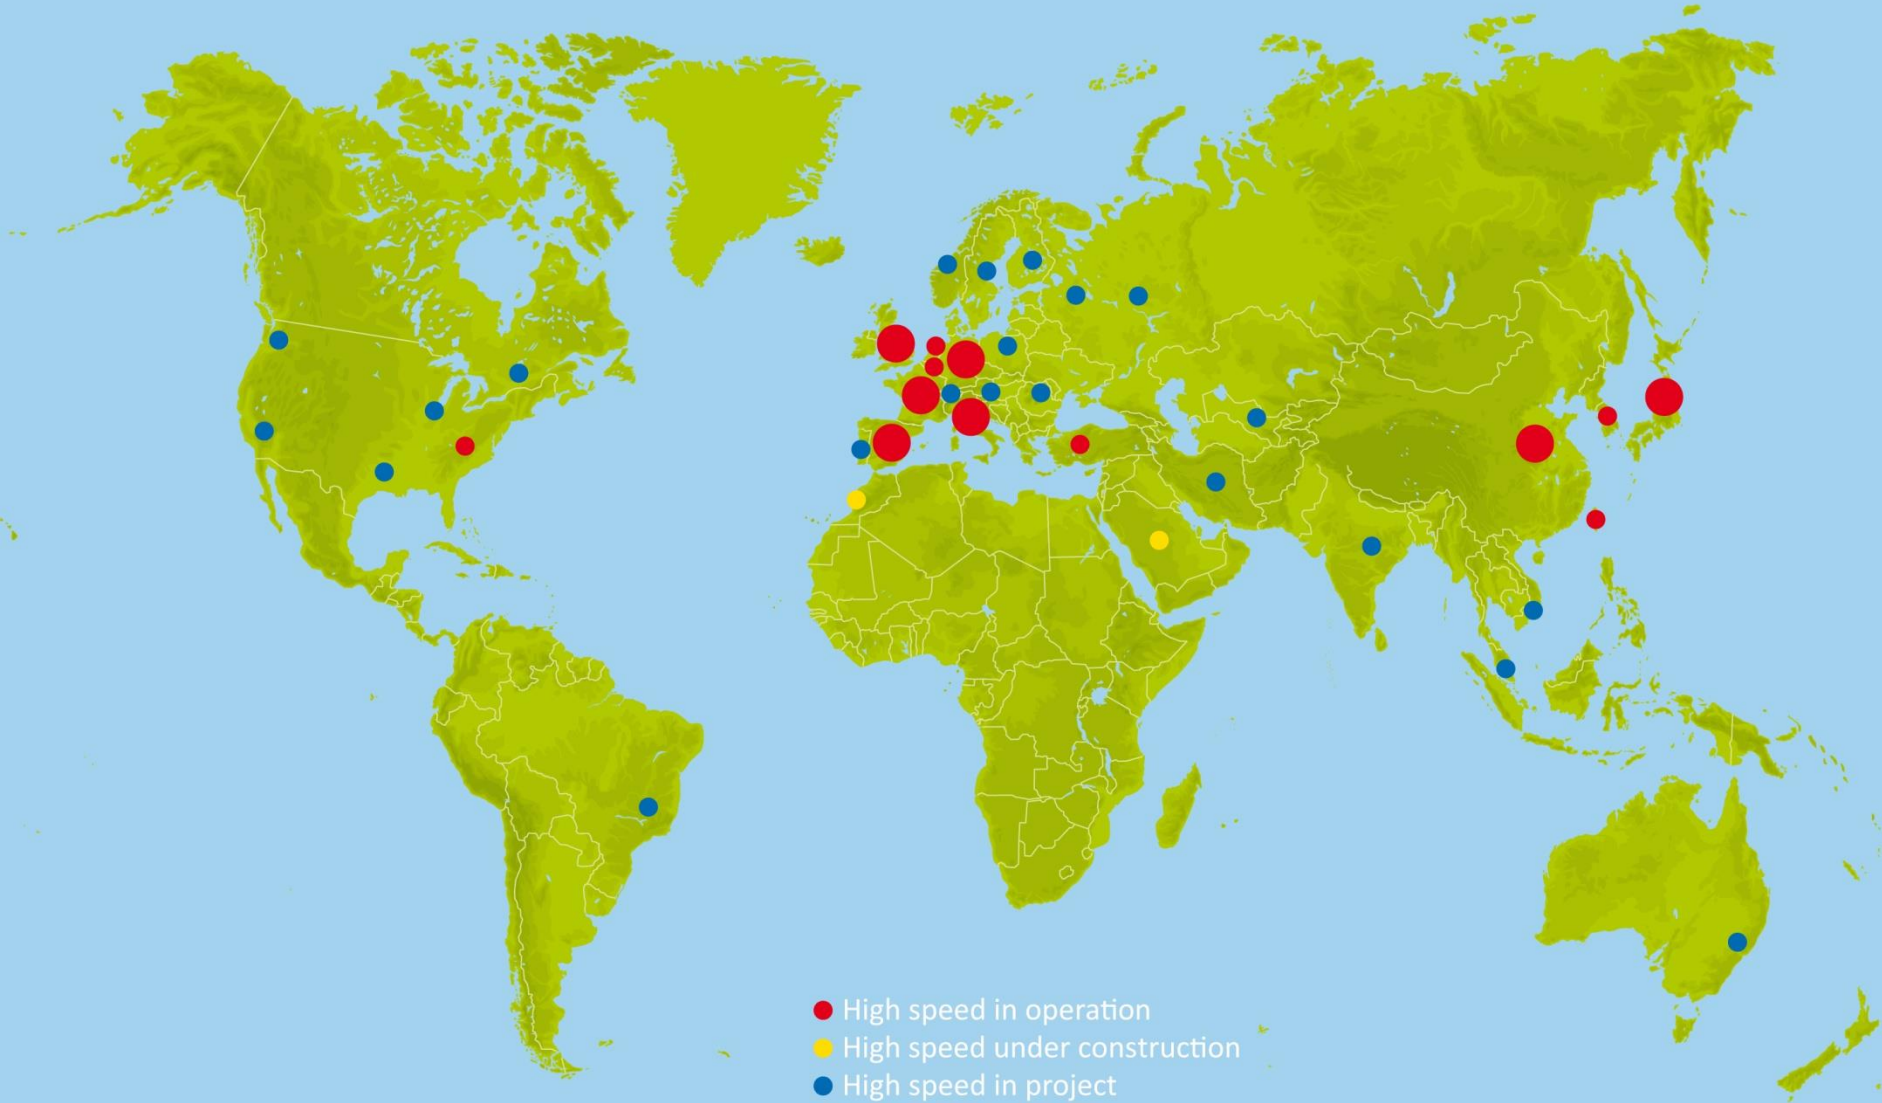 High speed in operation
High speed under construction
High speed in project